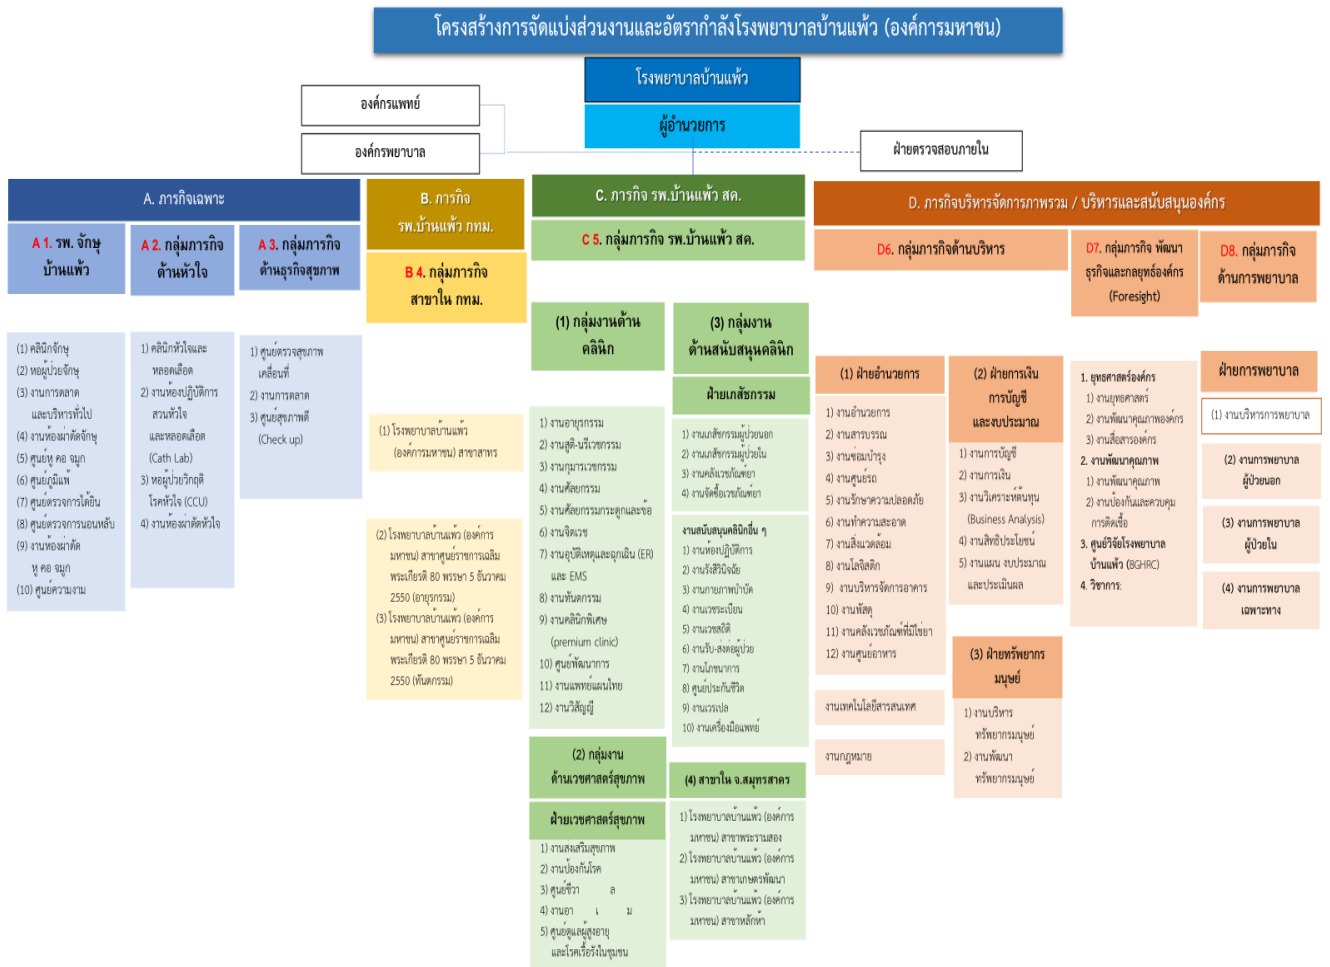 โครงสร้างการจัดแบ่งส่วนงานและอัตรากำลังโรงพยาบาลบ้านแพ้ว (องค์การมหาชน)
โรงพยาบาลบ้านแพ้ว
ผู้อำนวยการ
องค์กรแพทย์
องค์กรพยาบาล
ฝ่ายตรวจสอบภายใน
A. ภารกิจเฉพาะ
A 1. รพ. จักษุ
บ้านแพ้ว
A 2. กลุ่มภารกิจ
ด้านหัวใจ
A 3. กลุ่มภารกิจ
ด้านธุรกิจสุขภาพ
(1) คลินิกจักษุ
(2) หอผู้ป่วยจักษุ
(3) งานการตลาด
และบริหารทั่วไป
(4) งานห้องผ่าตัดจักษุ
(5) ศูนย์หู คอ จมูก
(6) ศูนย์ภูมิแพ้
(7) ศูนย์ตรวจการได้ยิน
(8) ศูนย์ตรวจการนอนหลับ
(9) งานห้องผ่าตัด
หู คอ จมูก
(10) ศูนย์ความงาม
1) คลินิกหัวใจและ
หลอดเลือด
2) งานห้องปฏิบัติการ
สวนหัวใจ
และหลอดเลือด
(Cath Lab)
3) หอผู้ป่วยวิกฤติ
โรคหัวใจ (CCU)
4) งานห้องผ่าตัดหัวใจ
1) ศูนย์ตรวจสุขภาพ
เคลื่อนที่
2) งานการตลาด
3) ศูนย์สุขภาพดี
(Check up)
B. ภารกิจ
รพ.บ้านแพ้ว กทม.
B 4. กลุ่มภารกิจ
สาขาใน กทม.
(1) โรงพยาบาลบ้านแพ้ว
(องค์การมหาชน) สาขาสาทร
(2) โรงพยาบาลบ้านแพ้ว (องค์การ
มหาชน) สาขาศูนย์ราชการเฉลิม
พระเกียรติ 80 พรรษา 5 ธันวาคม
2550 (อายุรกรรม)
(3) โรงพยาบาลบ้านแพ้ว (องค์การ
มหาชน) สาขาศูนย์ราชการเฉลิม
พระเกียรติ 80 พรรษา 5 ธันวาคม
2550 (ทันตกรรม)
C. ภารกิจ รพ.บ้านแพ้ว สค.
C 5. กลุ่มภารกิจ รพ.บ้านแพ้ว สค.
(1) กลุ่มงานด้าน
คลินิก
1) งานอายุรกรรม
2) งานสูติ-นรีเวชกรรม
3) งานกุมารเวชกรรม
4) งานศัลยกรรม
5) งานศัลยกรรมกระดูกและข้อ
6) งานจิตเวช
7) งานอุบัติเหตุและฉุกเฉิน (ER)
และ EMS
8) งานทันตกรรม
9) งานคลินิกพิเศษ
(premium clinic)
10) ศูนย์พัฒนาการ
11) งานแพทย์แผนไทย
12) งานวิสัญญี
(2) กลุ่มงาน
ด้านเวชศาสตร์สุขภาพ
ฝ่ายเวชศาสตร์สุขภาพ
1) งานส่งเสริมสุขภาพ
2) งานป้องกันโรค
3) ศูนย์ชีวา ล
4) งานอา เ ม
5) ศูนย์ดูแลผู้สูงอายุ
และโรคเรื้อรังในชุมชน
(3) กลุ่มงาน
ด้านสนับสนุนคลินิก
ฝ่ายเภสัชกรรม
1) งานเภสัชกรรมผู้ป่วยนอก
2) งานเภสัชกรรมผู้ป่วยใน
3) งานคลังเวชภัณฑ์ยา
4) งานจัดซื้อเวชภัณฑ์ยา
งานสนับสนุนคลินิกอื่น ๆ
1) งานห้องปฏิบัติการ
2) งานรังสีวินิจฉัย
3) งานกายภาพบำบัด
4) งานเวชระเบียน
5) งานเวชสถิติ
6) งานรับ-ส่งต่อผู้ป่วย
7) งานโภชนาการ
8) ศูนย์ประกันชีวิต
9) งานเวรเปล
10) งานเครื่องมือแพทย์
(4) สาขาใน จ.สมุทรสาคร
1) โรงพยาบาลบ้านแพ้ว (องค์การ
มหาชน) สาขาพระรามสอง
2) โรงพยาบาลบ้านแพ้ว (องค์การ
มหาชน) สาขาเกษตรพัฒนา
3) โรงพยาบาลบ้านแพ้ว (องค์การ
มหาชน) สาขาหลักห้า
D. ภารกิจบริหารจัดการภาพรวม / บริหารและสนับสนุนองค์กร
D6. กลุ่มภารกิจด้านบริหาร
D7. กลุ่มภารกิจ พัฒนา
ธุรกิจและกลยุทธ์องค์กร
(Foresight)
D8. กลุ่มภารกิจ
ด้านการพยาบาล
(1) ฝ่ายอำนวยการ
1) งานอำนวยการ
2) งานสารบรรณ
3) งานซ่อมบำรุง
4) งานศูนย์รถ
5) งานรักษาความปลอดภัย
6) งานทำความสะอาด
7) งานสิ่งแวดล้อม
8) งานโลจิสติก
9) งานบริหารจัดการอาคาร
10) งานพัสดุ
11) งานคลังเวชภัณฑ์ที่มิใช่ยา
12) งานศูนย์อาหาร
งานเทคโนโลยีสารสนเทศ
งานกฎหมาย
(2) ฝ่ายการเงิน
การบัญชี
และงบประมาณ
1) งานการบัญชี
2) งานการเงิน
3) งานวิเคราะห์ต้นทุน
(Business Analysis)
4) งานสิทธิประโยชน์
5) งานแผน งบประมาณ
และประเมินผล
(3) ฝ่ายทรัพยากร
มนุษย์
1) งานบริหาร
ทรัพยากรมนุษย์
2) งานพัฒนา
ทรัพยากรมนุษย์
1. ยุทธศาสตร์องค์กร
1) งานยุทธศาสตร์
2) งานพัฒนาคุณภาพองค์กร
3) งานสื่อสารองค์กร
2. งานพัฒนาคุณภาพ
1) งานพัฒนาคุณภาพ
2) งานป้องกันและควบคุม
การติดเชื้อ
3. ศูนย์วิจัยโรงพยาบาล
บ้านแพ้ว (BGHRC)
4. วิชาการ:
ฝ่ายการพยาบาล
(1) งานบริหารการพยาบาล
(2) งานการพยาบาล
ผู้ป่วยนอก
(3) งานการพยาบาล
ผู้ป่วยใน
(4) งานการพยาบาล
เฉพาะทาง